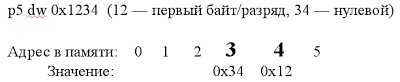 p5 dw 0x1234 (12 — первый байт/разряд, 34 — нулевой)
Адрес в памяти: 0 1 2 3 4 5
Значение: 0x34 0x12